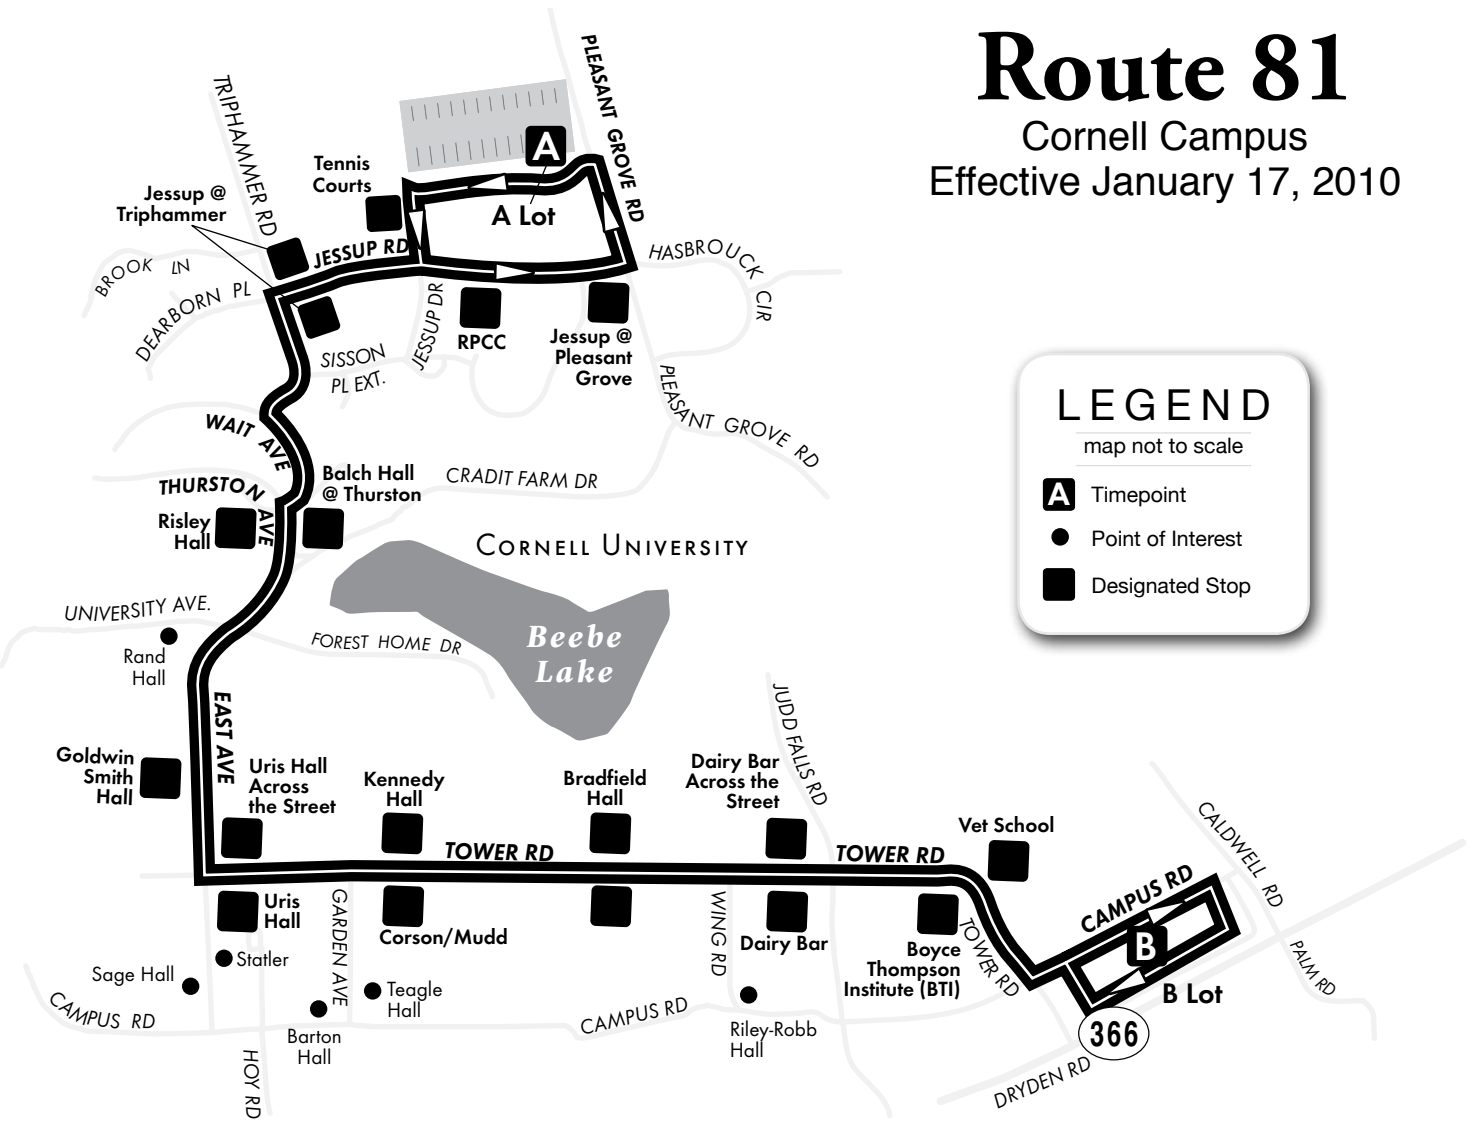 Route 81
Cornell Campus
Effective January 17, 2010
PLEASANT GROVE RD
TRIPHAMMER RD
A
Tennis
Courts
Jessup @
Triphammer
A Lot
JESSUP RD
HASBROUCK CIR
BROOK LN
DEARBORN PL
JESSUP DR
RPCC
Jessup @
Pleasant
Grove
SISSON
PL EXT.
PLEASANT GROVE RD
LEGEND
map not to scale
A Timepoint
Point of Interest
Designated Stop
WAIT AVE
THURSTON AVE
Balch Hall
@ Thurston
CRADIT FARM DR
Risley
Hall
CORNELL UNIVERSITY
UNIVERSITY AVE.
Rand
Hall
FOREST HOME DR
Beebe
Lake
EAST AVE
JUDD FALLS RD
Goldwin
Smith
Hall
Uris Hall
Across
the Street
Kennedy
Hall
Bradfield
Hall
Dairy Bar
Across the
Street
Vet School
CALDWELL RD
TOWER RD
TOWER RD
CAMPUS RD
Uris
Hall
GARDEN AVE
Corson/Mudd
WING RD
Dairy Bar
Boyce
Thompson
Institute (BTI)
TOWER RD
B
B Lot
PALM RD
Statler
Sage Hall
Teagle
Hall
CAMPUS RD
Barton
Hall
CAMPUS RD
Riley-Robb
Hall
366
HOY RD
DRYDEN RD